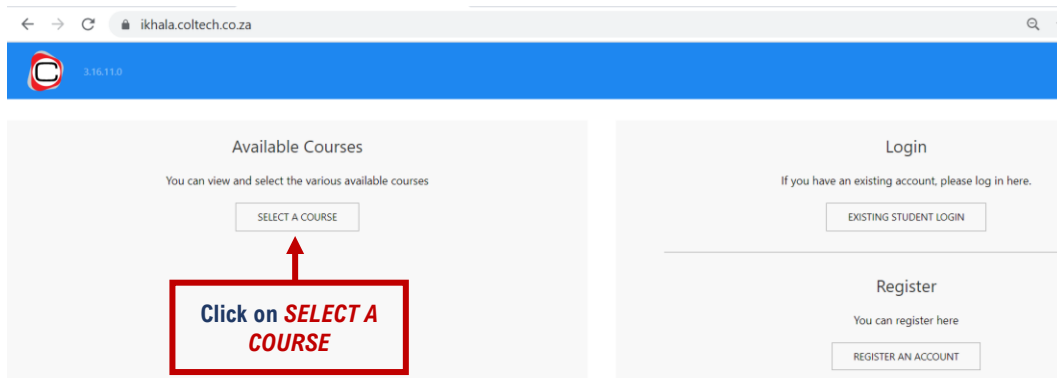 ikhala.coltech.co.za
C
3.16.11.0
Available Courses
You can view and select the various available courses
SELECT A COURSE
Click on SELECT A
COURSE
Login
If you have an existing account, please log in here.
EXISTING STUDENT LOGIN
Register
You can register here
REGISTER AN ACCOUNT